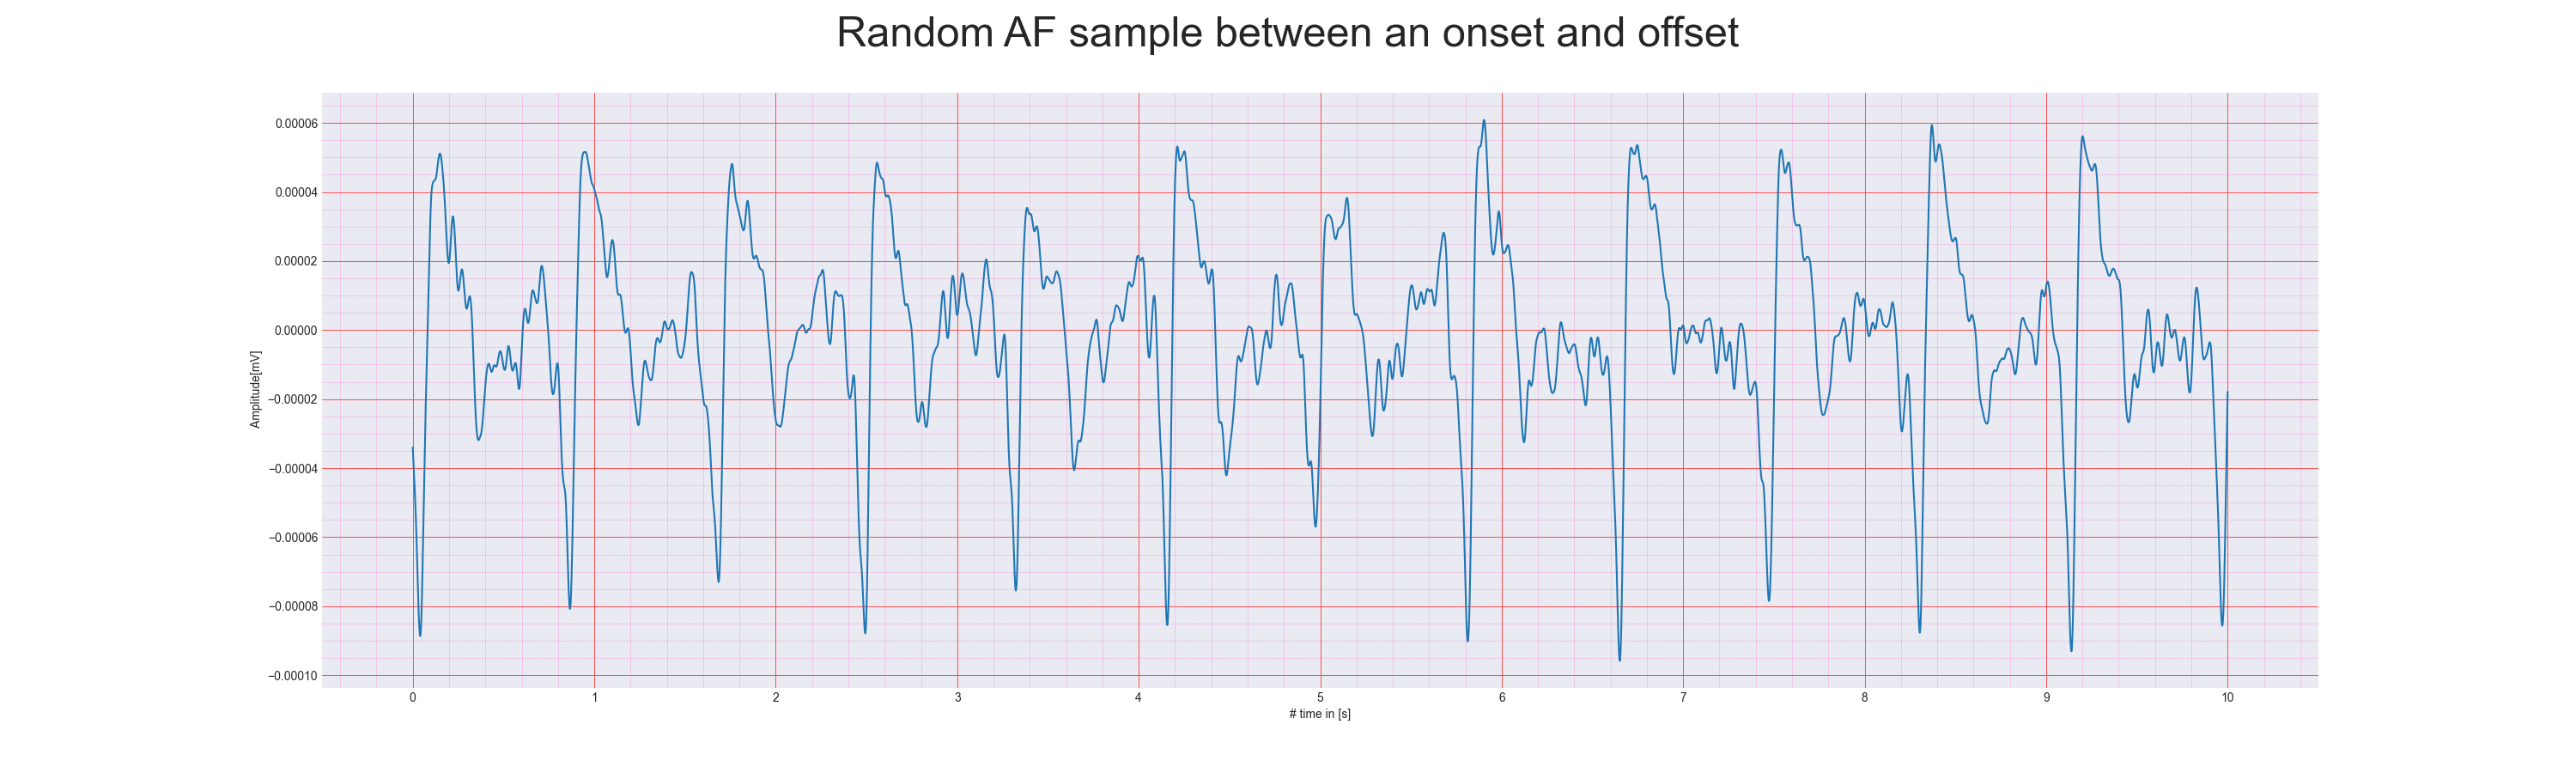 Random AF sample between an onset and offset
0.00006
0.00004
0.00002
0.00000
−0.00002
−0.00004
−0.00006
−0.00008
−0.00010
Amplitude[mV]
0 1 2 3 4 5 6 7 8 9 10
# time in [s]